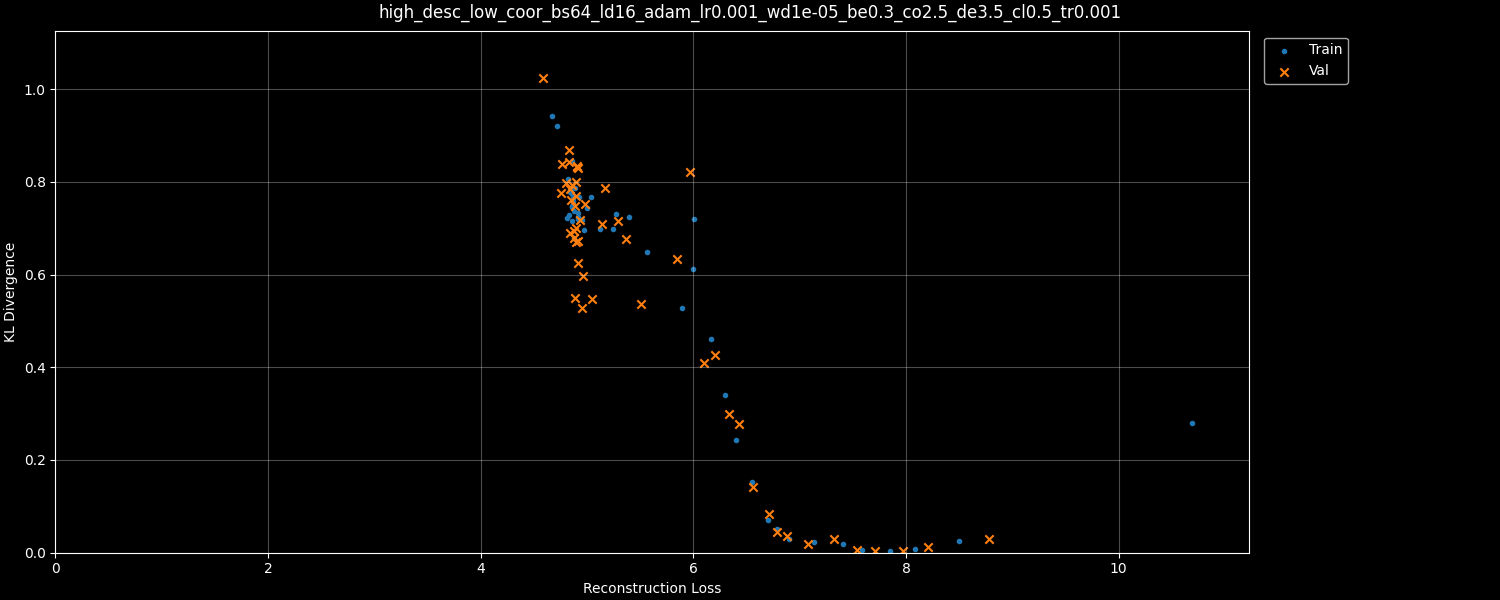 high_desc_low_coor_bs64_ld16_adam_lr0.001_wd1e-05_be0.3_co2.5_de3.5_cl0.5_tr0.001
Train
Val
1.0
0.8
0.6
0.4
0.2
0.0
KL Divergence
0
2
4
6
8
10
Reconstruction Loss